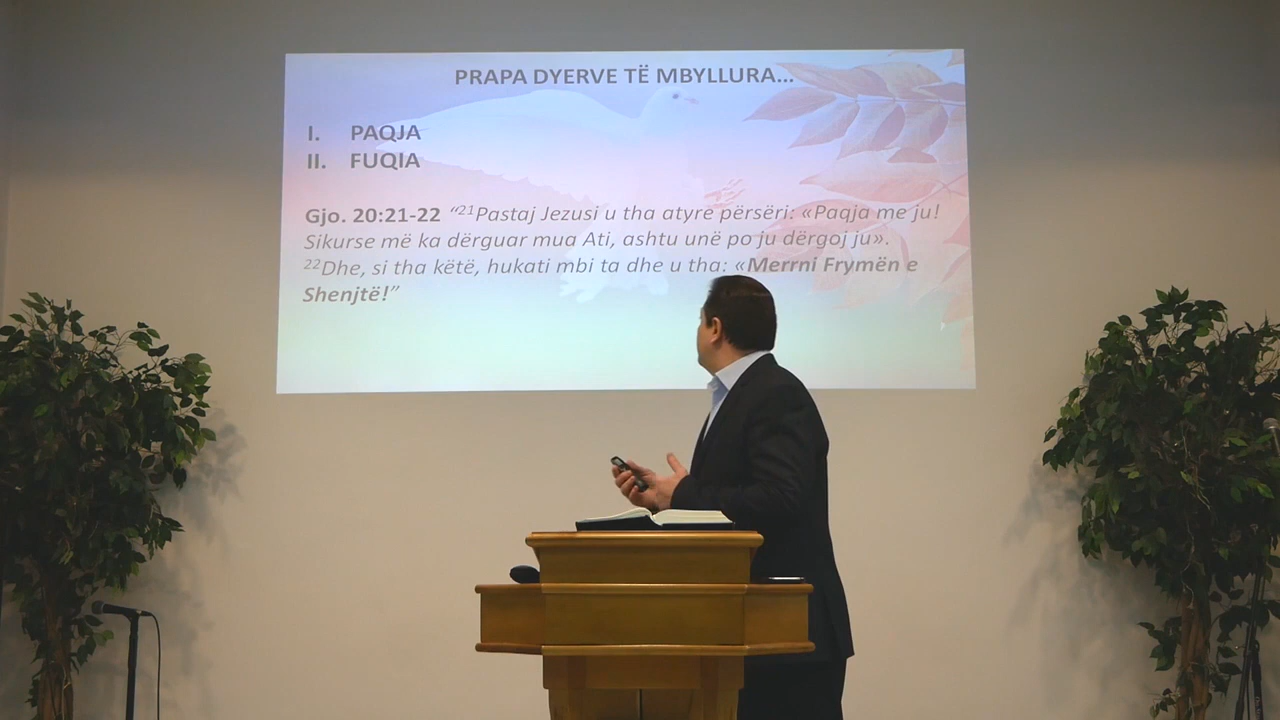 PRAPA DYERVE TË MBYLLURA...
I. PAQJA
II. FUQIA
Gjo. 20:21-22 “²¹Pastaj Jezusi u tha atyre përsëri: «Paqja me ju!
Sikurse më ka dërguar mua Ati, ashtu unë po ju dërgoj ju».
²²Dhe, si tha këtë, hukati mbi ta dhe u tha: «Merrni Frymën e
Shenjtë!”